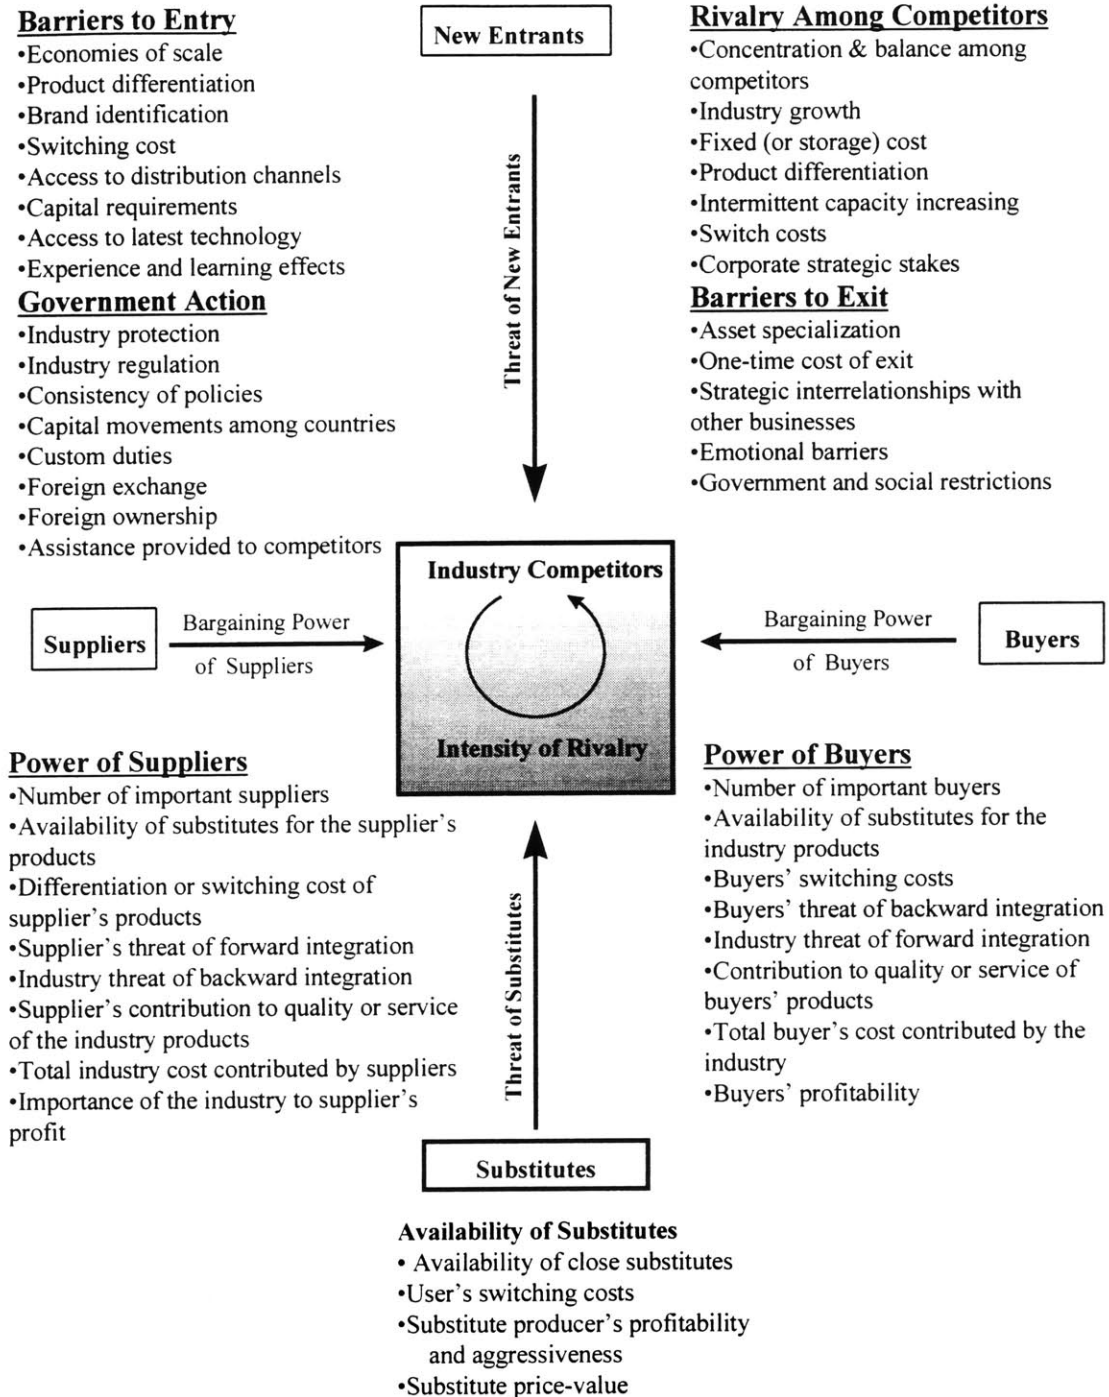 Barriers to Entry
•Economies of scale
•Product differentiation
•Brand identification
•Switching cost
•Access to distribution channels
•Capital requirements
•Access to latest technology
•Experience and learning effects
Government Action
•Industry protection
•Industry regulation
•Consistency of policies
•Capital movements among countries
•Custom duties
•Foreign exchange
•Foreign ownership
•Assistance provided to competitors
New Entrants
Threat of New Entrants
Rivalry Among Competitors
•Concentration & balance among
competitors
•Industry growth
•Fixed (or storage) cost
•Product differentiation
•Intermittent capacity increasing
•Switch costs
•Corporate strategic stakes
Barriers to Exit
•Asset specialization
•One-time cost of exit
•Strategic interrelationships with
other businesses
•Emotional barriers
•Government and social restrictions
Suppliers
Bargaining Power
of Suppliers
Industry Competitors
Intensity of Rivalry
Bargaining Power
of Buyers
Buyers
Power of Suppliers
•Number of important suppliers
•Availability of substitutes for the supplier's
products
•Differentiation or switching cost of
supplier's products
•Supplier's threat of forward integration
•Industry threat of backward integration
•Supplier's contribution to quality or service
of the industry products
•Total industry cost contributed by suppliers
•Importance of the industry to supplier's
profit
Threat of Substitutes
Power of Buyers
•Number of important buyers
•Availability of substitutes for the
industry products
•Buyers' switching costs
•Buyers' threat of backward integration
•Industry threat of forward integration
•Contribution to quality or service of
buyers' products
•Total buyer's cost contributed by the
industry
•Buyers' profitability
Substitutes
Availability of Substitutes
• Availability of close substitutes
•User's switching costs
•Substitute producer's profitability
and aggressiveness
•Substitute price-value